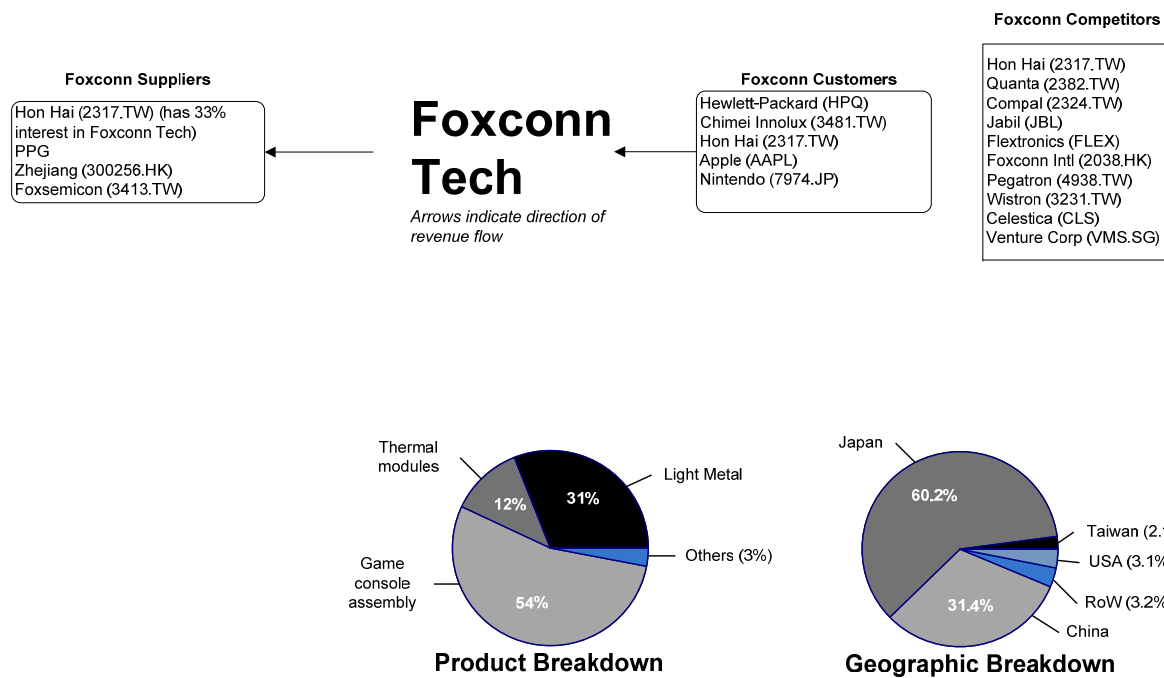 Foxconn Competitors
Hon Hai (2317.TW)
Quanta (2382.TW)
Compal (2324.TW)
Jabil (JBL)
Flextronics (FLEX)
Foxconn Intl (2038.HK)
Pegatron (4938.TW)
Wistron (3231.TW)
Celestica (CLS)
Venture Corp (VMS.SG)
Foxconn Suppliers
Hon Hai (2317.TW) (has 33%
interest in Foxconn Tech)
PPG
Zhejiang (300256.HK)
Foxsemicon (3413.TW)
Foxconn
Tech
Arrows indicate direction of
revenue flow
Foxconn Customers
Hewlett-Packard (HPQ)
Chimei Innolux (3481.TW)
Hon Hai (2317.TW)
Apple (AAPL)
Nintendo (7974.JP)
Thermal
modules
12%
31%
Light Metal
Others (3%)
Game
console
assembly
54%
Product Breakdown
Japan
60.2%
Taiwan (2.
USA (3.1%
RoW (3.2%
31.4%
China
Geographic Breakdown